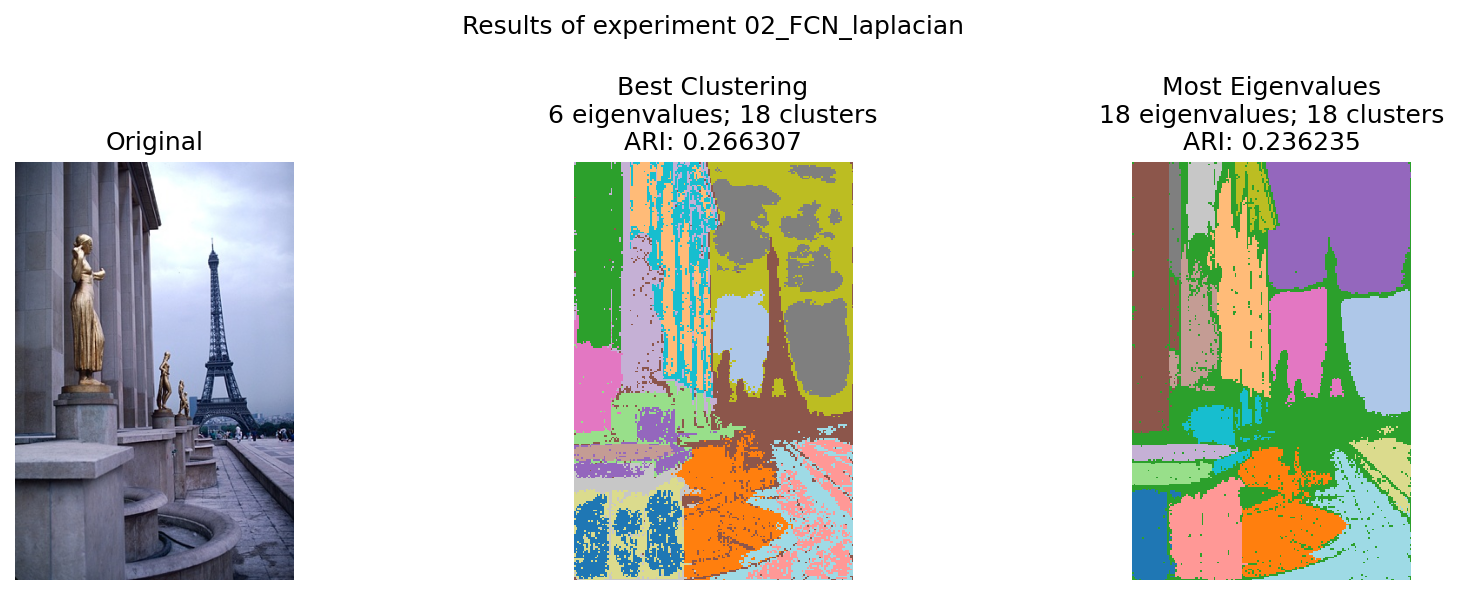 Results of experiment 02_FCN_laplacian
Original
Best Clustering
6 eigenvalues; 18 clusters
ARI: 0.266307
Most Eigenvalues
18 eigenvalues; 18 clusters
ARI: 0.236235